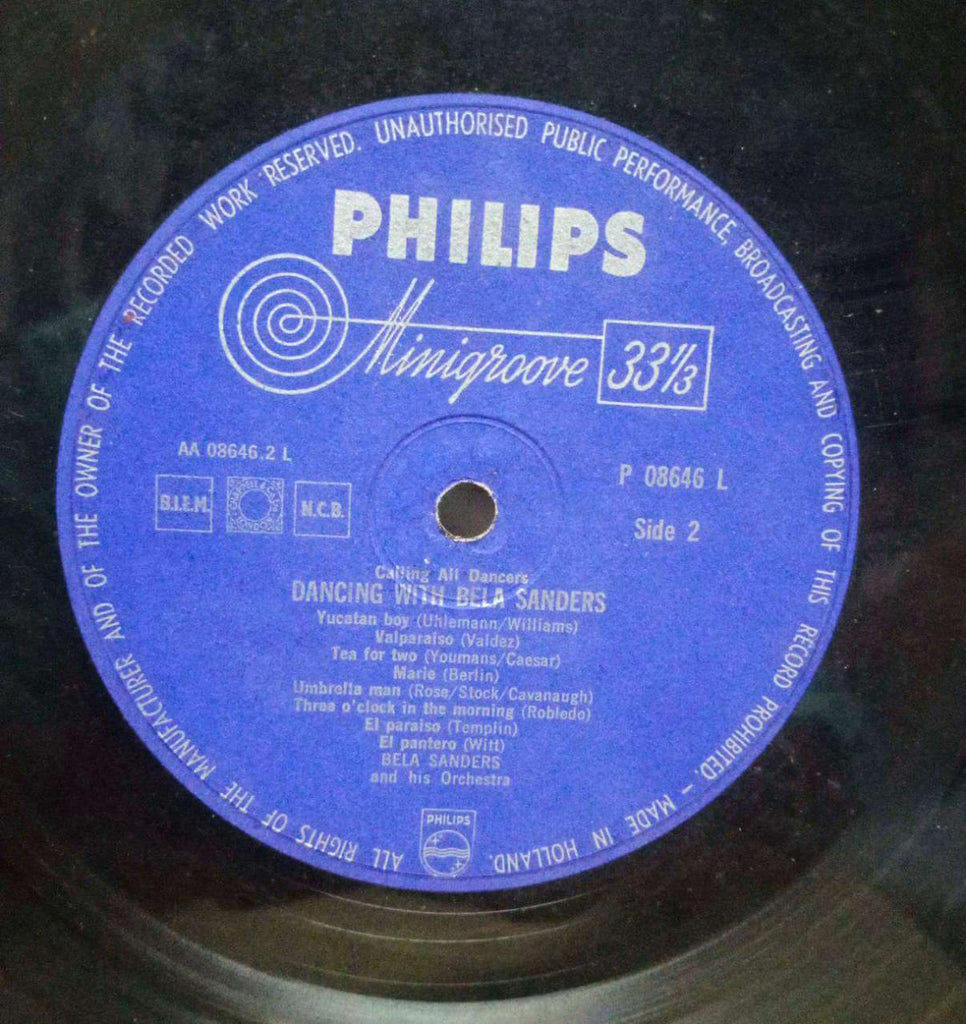 ALL RIGHTS OF THE MANUFACTURER AND OF THE OWNER OF THE RECORDED WORK RESERVED. UNAUTHORISED PUBLIC PERFORMANCE, BROADCASTING AND COPYING OF THIS RECORD PROHIBITED. – MADE IN HOLLAND.
PHILIPS
Minigroove 33 1/3
AA 08646.2 L
P 08646 L
B.I.E.M.
N.C.B.
Side 2
Calling All Dancers
DANCING WITH BELA SANDERS
Yucatan boy (Uhlemann/Williams)
Valparaiso (Valdez)
Tea for two (Youmans/Caesar)
Marie (Berlin)
Umbrella man (Rose/Stock/Cavanaugh)
Three o'clock in the morning (Robledo)
El paraiso (Templin)
El pantero (Witt)
BELA SANDERS
and his Orchestra
PHILIPS